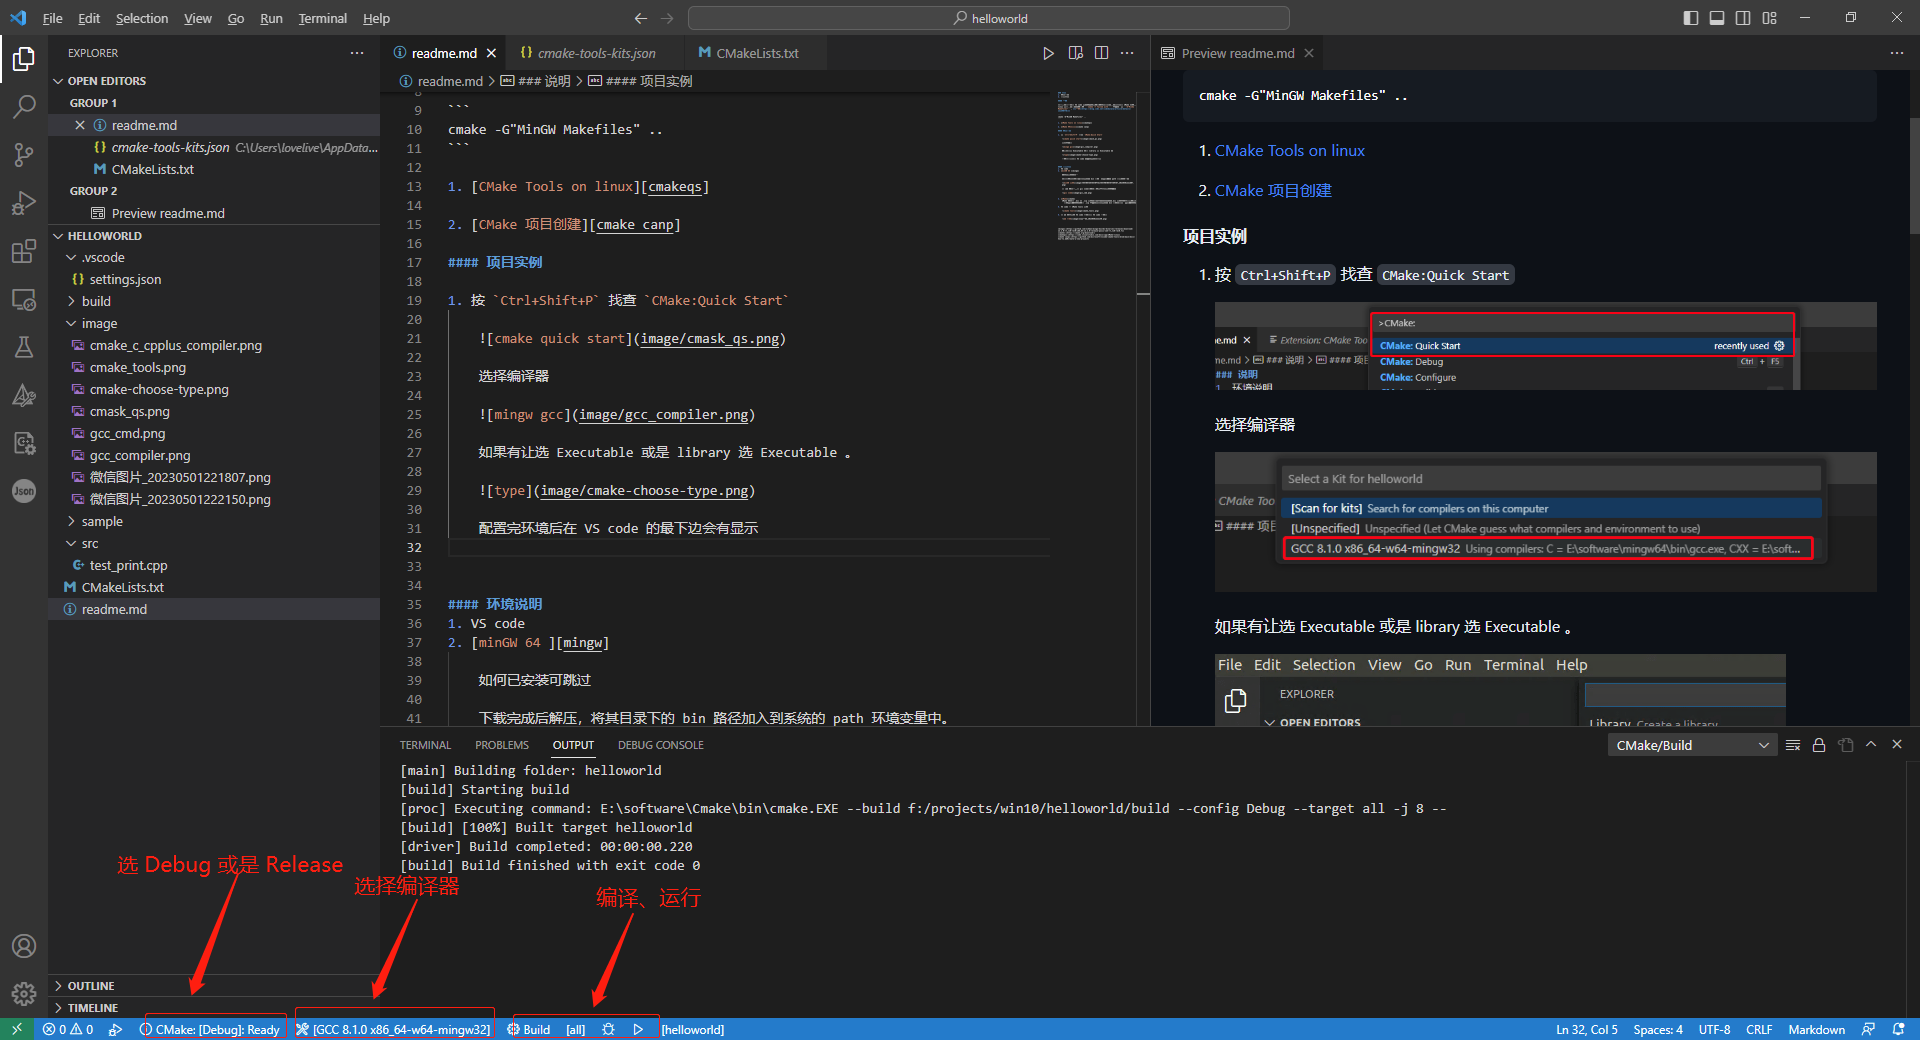 File Edit Selection View Go Run Terminal Help
helloworld
EXPLORER
OPEN EDITORS
GROUP 1
readme.md
cmake-tools-kits.json C:\Users\lovelive\AppData...
CMakeLists.txt
GROUP 2
Preview readme.md
HELLOWORLD
.vscode
settings.json
build
image
cmake_c_cpplus_compiler.png
cmake_tools.png
cmake-choose-type.png
cmask_qs.png
gcc_cmd.png
gcc_compiler.png
微信图片_20230501221807.png
微信图片_20230501222150.png
sample
src
test_print.cpp
CMakeLists.txt
readme.md
OUTLINE
TIMELINE
Json
readme.md cmake-tools-kits.json CMakeLists.txt
readme.md > ### 说明 > #### 项目实例
8
9 ```
10 cmake -G"MinGW Makefiles" ..
11 ```
12
13 1. [CMake Tools on linux][cmakeqs]
14
15 2. [CMake 项目创建][cmake canp]
16
17 #### 项目实例
18
19 1. 按 `Ctrl+Shift+P` 找查 `CMake:Quick Start`
20
21 ![cmake quick start](image/cmask_qs.png)
22
23 选择编译器
24
25 ![mingw gcc](image/gcc_compiler.png)
26
27 如果有让选 Executable 或是 library 选 Executable 。
28
29 ![type](image/cmake-choose-type.png)
30
31 配置完环境后在 VS code 的最下边会有显示
32
33
34
35 #### 环境说明
36 1. VS code
37 2. [minGW 64 ][mingw]
38
39 如何已安装可跳过
40
41 下载完成后解压，将其目录下的 bin 路径加入到系统的 path 环境变量中。
Preview readme.md
cmake -G"MinGW Makefiles" ..
1. CMake Tools on linux
2. CMake 项目创建
项目实例
1. 按 Ctrl+Shift+P 找查 CMake:Quick Start
>CMake:
e.md Extension: CMake Too
CMake: Quick Start recently used
me.md > ### 说明 > #### 项目
CMake: Debug Ctrl + F5
### 说明
CMake: Configure
1. 环境说明
选择编译器
Select a Kit for helloworld
CMake Too
[Scan for kits] Search for compilers on this computer
#### 项目
[Unspecified] Unspecified (Let CMake guess what compilers and environment to use)
GCC 8.1.0 x86_64-w64-mingw32 Using compilers: C = E:\software\mingw64\bin\gcc.exe, CXX = E:\soft...
如果有让选 Executable 或是 library 选 Executable 。
File Edit Selection View Go Run Terminal Help
EXPLORER
OPEN EDITORS
Library Create a library
TERMINAL PROBLEMS OUTPUT DEBUG CONSOLE
CMake/Build
[main] Building folder: helloworld
[build] Starting build
[proc] Executing command: E:\software\Cmake\bin\cmake.EXE --build f:/projects/win10/helloworld/build --config Debug --target all -j 8 --
[build] [100%] Built target helloworld
[driver] Build completed: 00:00:00.220
[build] Build finished with exit code 0
选 Debug 或是 Release
选择编译器
编译、运行
0 0 CMake: [Debug]: Ready [GCC 8.1.0 x86_64-w64-mingw32] Build [all] [helloworld]
Ln 32, Col 5 Spaces: 4 UTF-8 CRLF Markdown